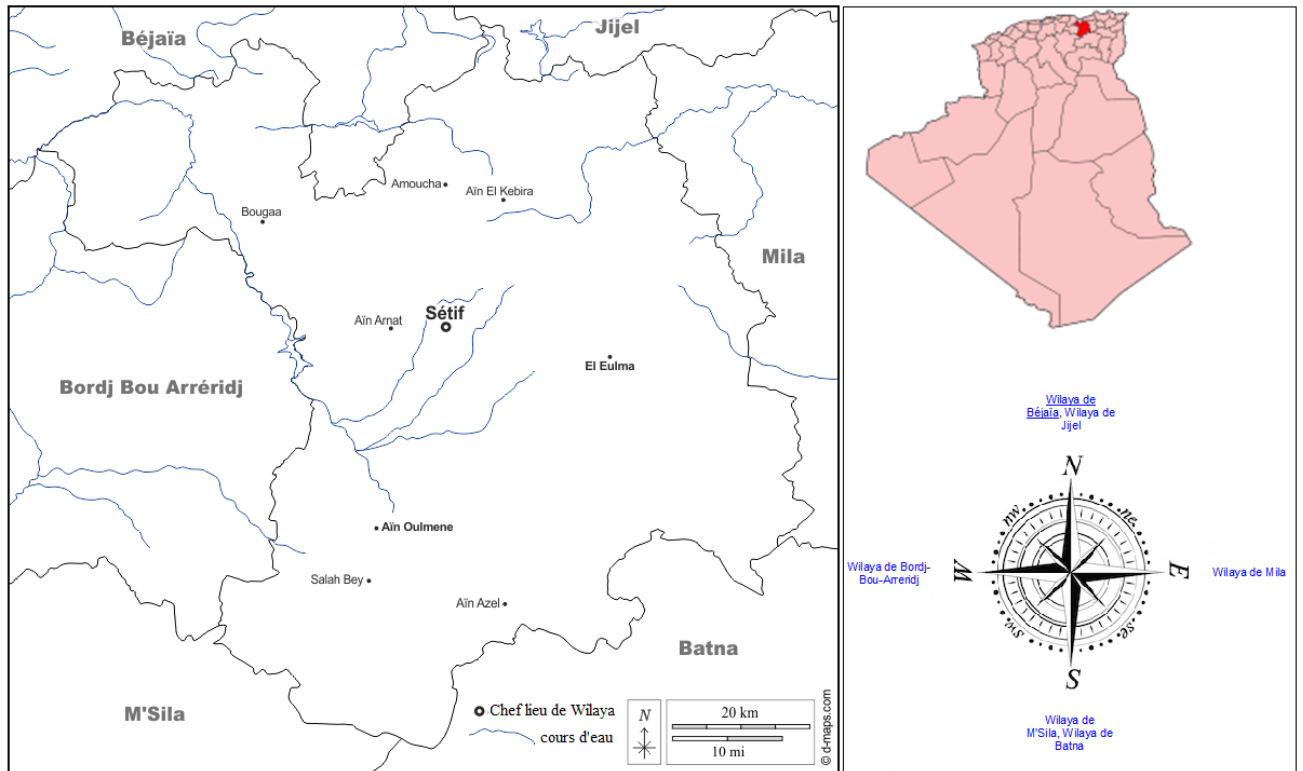 Béjaïa
Jijel
Amoucha
Aïn El Kebira
Bougaa
Mila
Sétif
Aïn Arnat
El Eulma
Bordj Bou Arréridj
Aïn Oulmene
Salah Bey
Aïn Azel
Batna
M'Sila
Chef lieu de Wilaya
cours d'eau
N
20 km
10 mi
© d-maps.com
Wilaya de
Béjaïa, Wilaya de
Jijel
N
nw
ne
Wilaya de Bordj-
Bou-Arreridj
W
E
Wilaya de Mila
sw
se
S
Wilaya de
M'Sila, Wilaya de
Batna